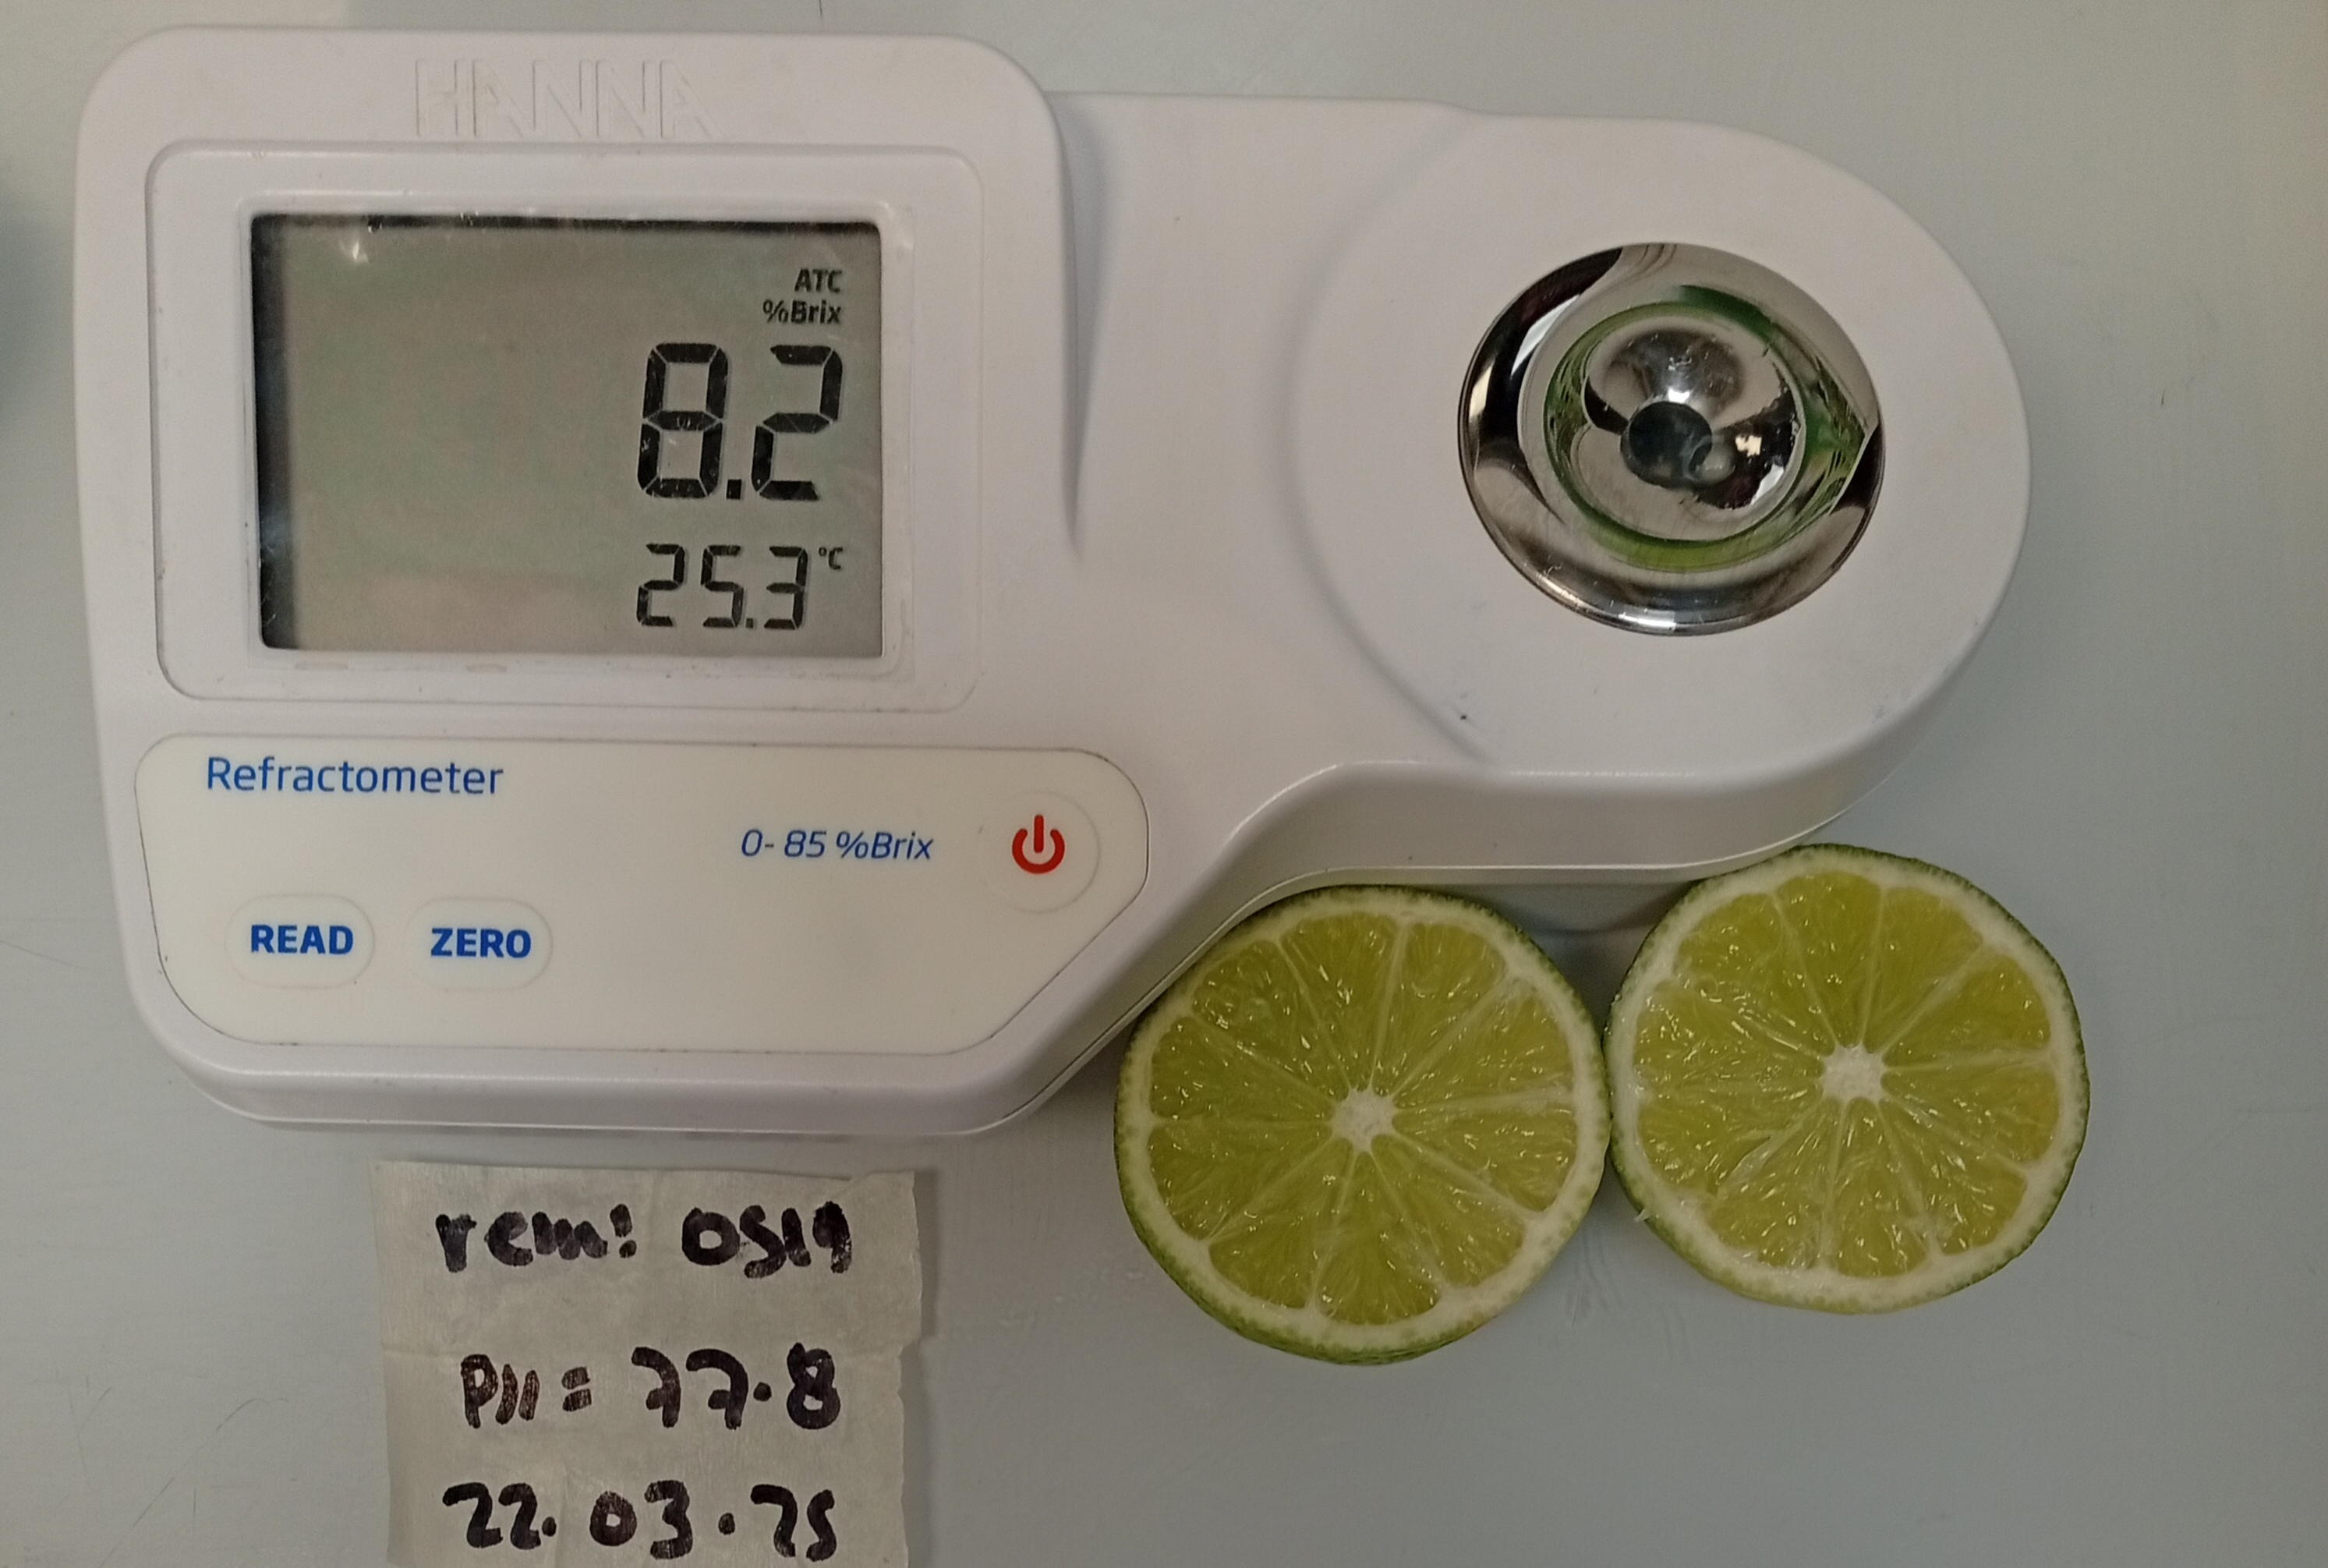 HANNA
ATC
%Brix
8.2
25.3 °C
Refractometer
0-85 %Brix
READ ZERO
rem: 0519
PN = 77.8
22.03.25